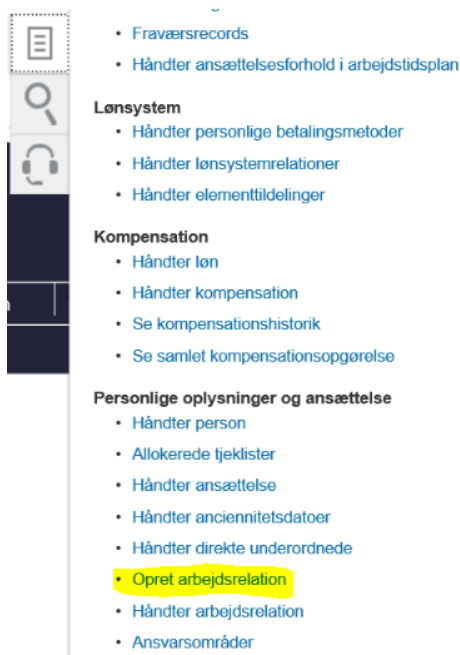 Fraværsrecords
Håndter ansættelsesforhold i arbejdstidsplan
Lønsystem
Håndter personlige betalingsmetoder
Håndter lønsystemrelationer
Håndter elementtildelinger
Kompensation
Håndter løn
Håndter kompensation
Se kompensationshistorik
Se samlet kompensationsopgørelse
Personlige oplysninger og ansættelse
Håndter person
Allokerede tjeklister
Håndter ansættelse
Håndter anciennitetsdatoer
Håndter direkte underordnede
Opret arbejdsrelation
Håndter arbejdsrelation
Ansvarsområder